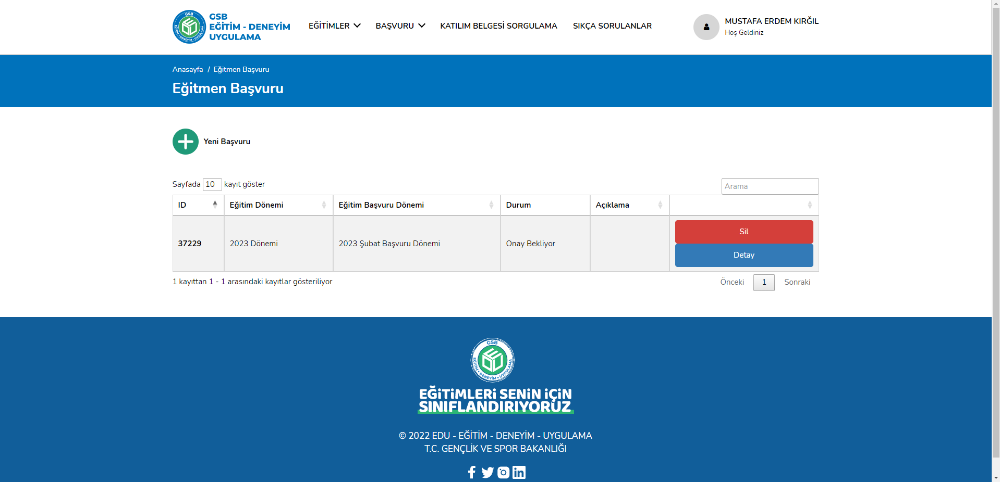 GSB
EĞİTİM - DENEYİM
UYGULAMA
EĞİTİMLER
BAŞVURU
KATILIM BELGESİ SORGULAMA
SIKÇA SORULANLAR
MUSTAFA ERDEM KIRĞIL
Hoş Geldiniz
Anasayfa / Eğitmen Başvuru
Eğitmen Başvuru
Yeni Başvuru
Sayfada 10 kayıt göster
Arama
ID Eğitim Dönemi Eğitim Başvuru Dönemi Durum Açıklama
37229 2023 Dönemi 2023 Şubat Başvuru Dönemi Onay Bekliyor
Sil
Detay
1 kayıttan 1 - 1 arasındaki kayıtlar gösteriliyor
Önceki 1 Sonraki
GSB
EĞİTİM • DENEYİM • UYGULAMA
EĞİTİMLERİ SENİN İÇİN
SINIFLANDIRIYORUZ
© 2022 EDU - EĞİTİM - DENEYİM - UYGULAMA
T.C. GENÇLİK VE SPOR BAKANLIĞI